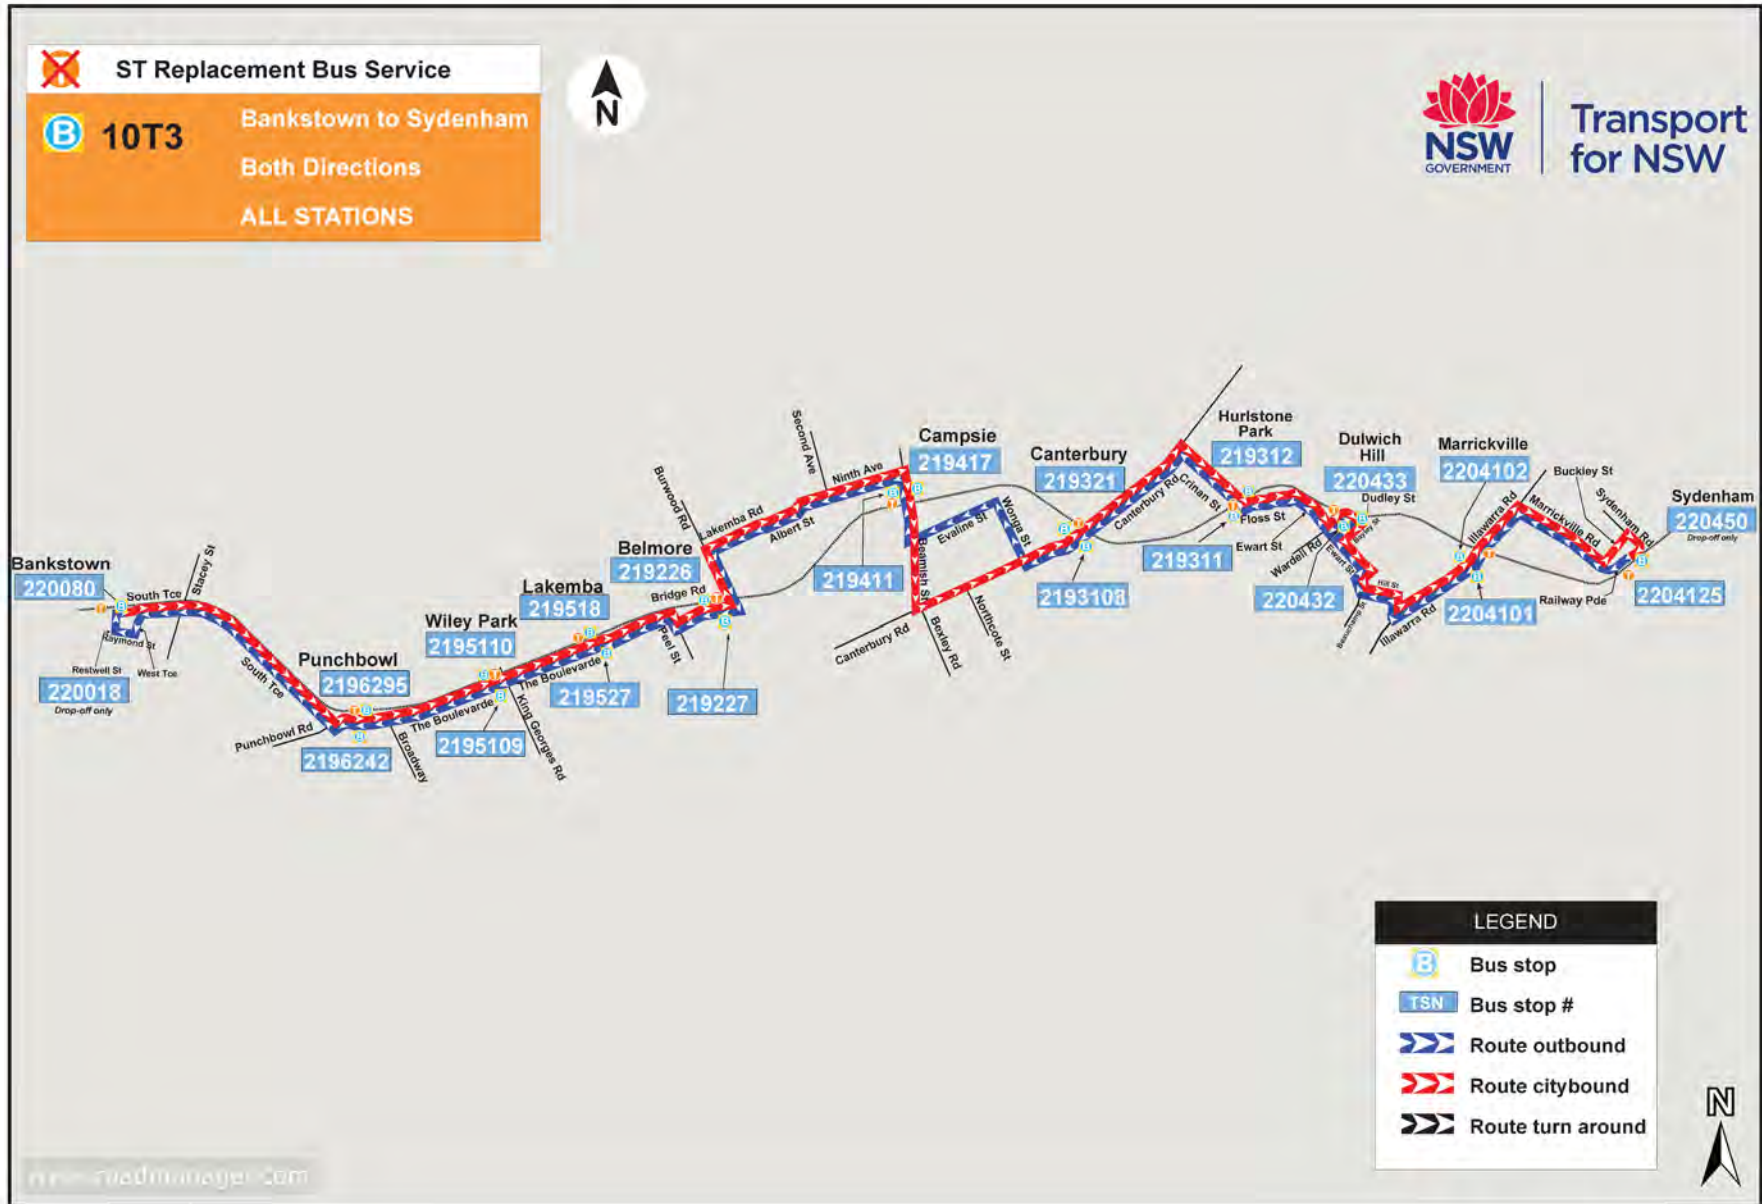 ST Replacement Bus Service
B
10T3
Bankstown to Sydenham
Both Directions
ALL STATIONS
N
NSW
GOVERNMENT
Transport
for NSW
Bankstown
220080
South Tce
Stacey St
Raymond St
Restwell St
West Tce
220018
Drop-off only
South Tce
Punchbowl
2196295
Punchbowl Rd
2196242
Broadway
The Boulevarde
Wiley Park
2195110
2195109
King Georges Rd
Lakemba
219518
The Boulevarde
219527
Peel St
Belmore
219226
Bridge Rd
219227
Burwood Rd
Lakemba Rd
Albert St
Second Ave
Ninth Ave
Campsie
219417
219411
Beamish St
Evaline St
Wonga St
Canterbury Rd
Bexley Rd
Northcote St
Canterbury
219321
2193108
Canterbury Rd
Crinan St
Hurlstone
Park
219312
219311
Floss St
Ewart St
Dulwich
Hill
220433
Dudley St
Wardell Rd
220432
Ewart St
Hill St
Illawarra Rd
Marrickville
2204102
2204101
Illawarra Rd
Marrickville Rd
Buckley St
Sydenham Rd
Railway Pde
Sydenham
220450
Drop-off only
2204125
LEGEND
B Bus stop
TSN Bus stop #
Route outbound
Route citybound
Route turn around
N